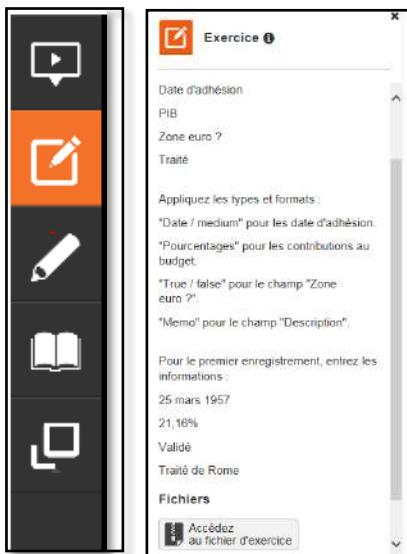 Exercice
Date d'adhésion
PIB
Zone euro ?
Traité
Appliquez les types et formats :
"Date / medium" pour les date d'adhésion.
"Pourcentages" pour les contributions au
budget.
"True / false" pour le champ "Zone
euro ?".
"Memo" pour le champ "Description".
Pour le premier enregistrement, entrez les
informations :
25 mars 1957
21,16%
Validé
Traité de Rome
Fichiers
Accédez
au fichier d'exercice